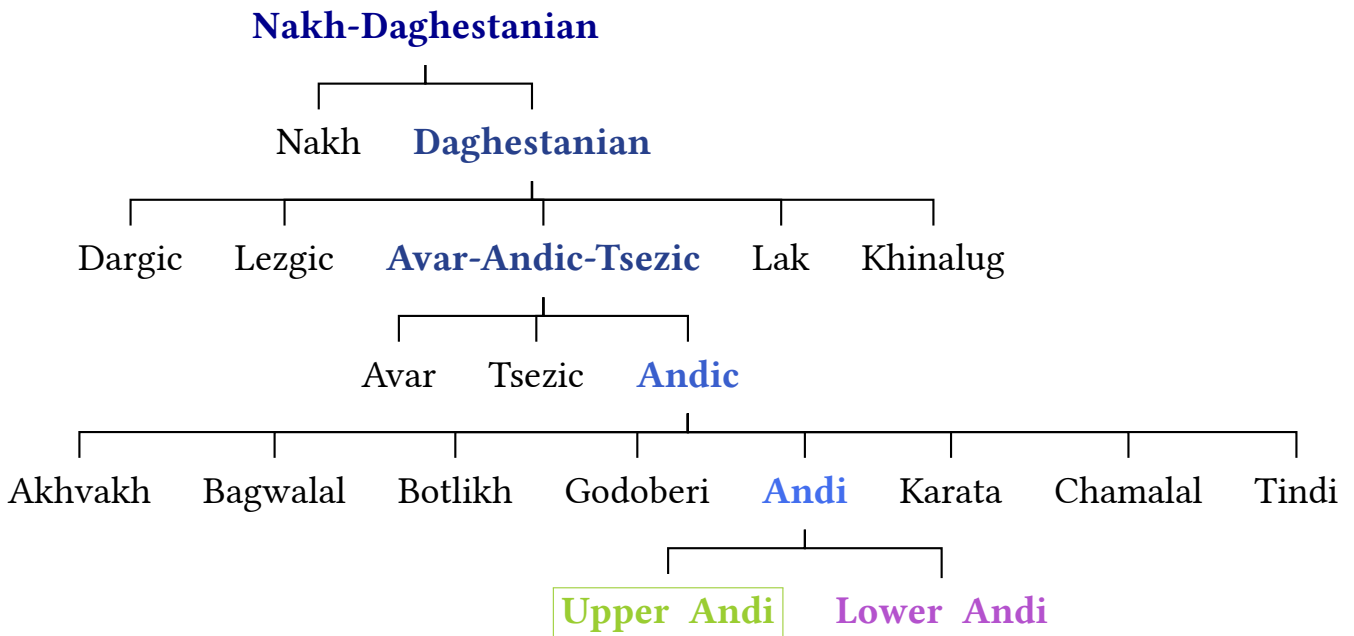 Nakh-Daghestanian
Nakh Daghestanian
Dargic Lezgic Avar-Andic-Tsezic Lak Khinalug
Avar Tsezic Andic
Akhvakh Bagwalal Botlikh Godoberi Andi Karata Chamalal Tindi
Upper Andi Lower Andi